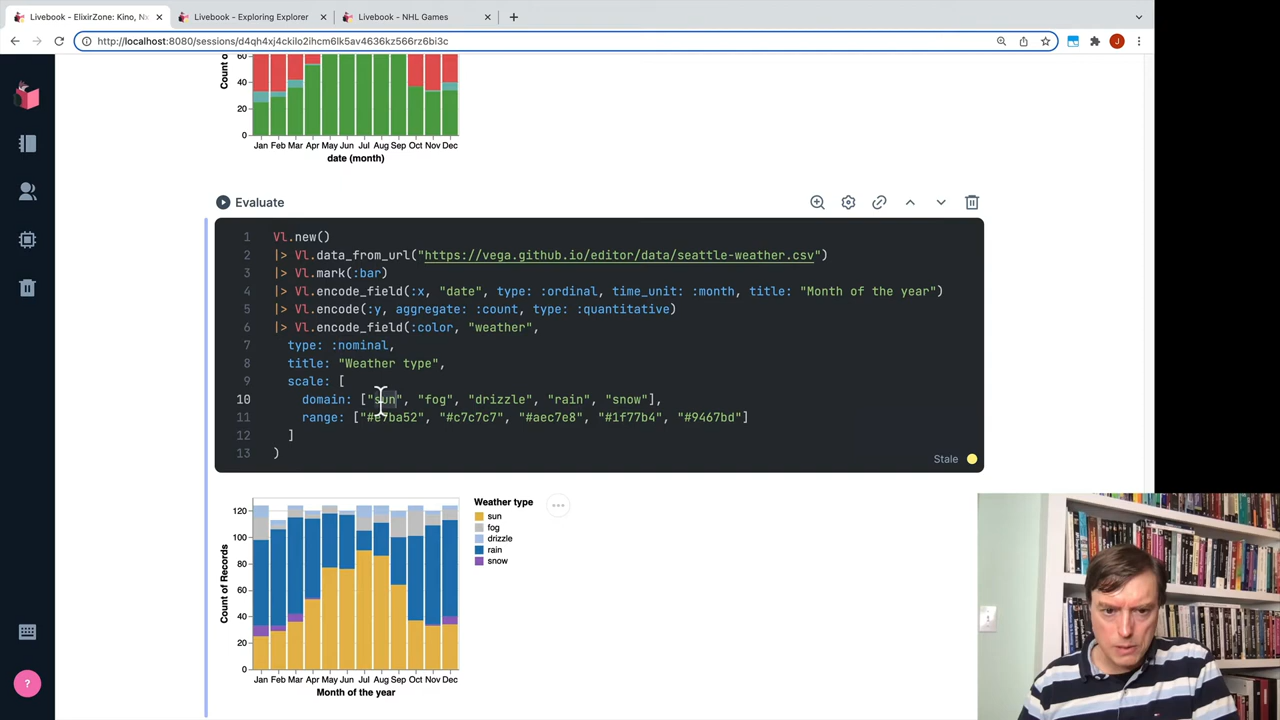 Livebook - ElixirZone: Kino, Nx
Livebook - Exploring Explorer
Livebook - NHL Games
http://localhost:8080/sessions/d4qh4xj4ckilo2ihcm6lk5av4636kz566rz6bi3c
J
Count o
60
40
20
0
Jan Feb Mar Apr May Jun Jul Aug Sep Oct Nov Dec
date (month)
Evaluate
1 Vl.new()
2 |> Vl.data_from_url("https://vega.github.io/editor/data/seattle-weather.csv")
3 |> Vl.mark(:bar)
4 |> Vl.encode_field(:x, "date", type: :ordinal, time_unit: :month, title: "Month of the year")
5 |> Vl.encode(:y, aggregate: :count, type: :quantitative)
6 |> Vl.encode_field(:color, "weather",
7 type: :nominal,
8 title: "Weather type",
9 scale: [
10 domain: ["sun", "fog", "drizzle", "rain", "snow"],
11 range: ["#e7ba52", "#c7c7c7", "#aec7e8", "#1f77b4", "#9467bd"]
12 ]
13 )
Stale
Count of Records
120
100
80
60
40
20
0
Jan Feb Mar Apr May Jun Jul Aug Sep Oct Nov Dec
Month of the year
Weather type
sun
fog
drizzle
rain
snow
?